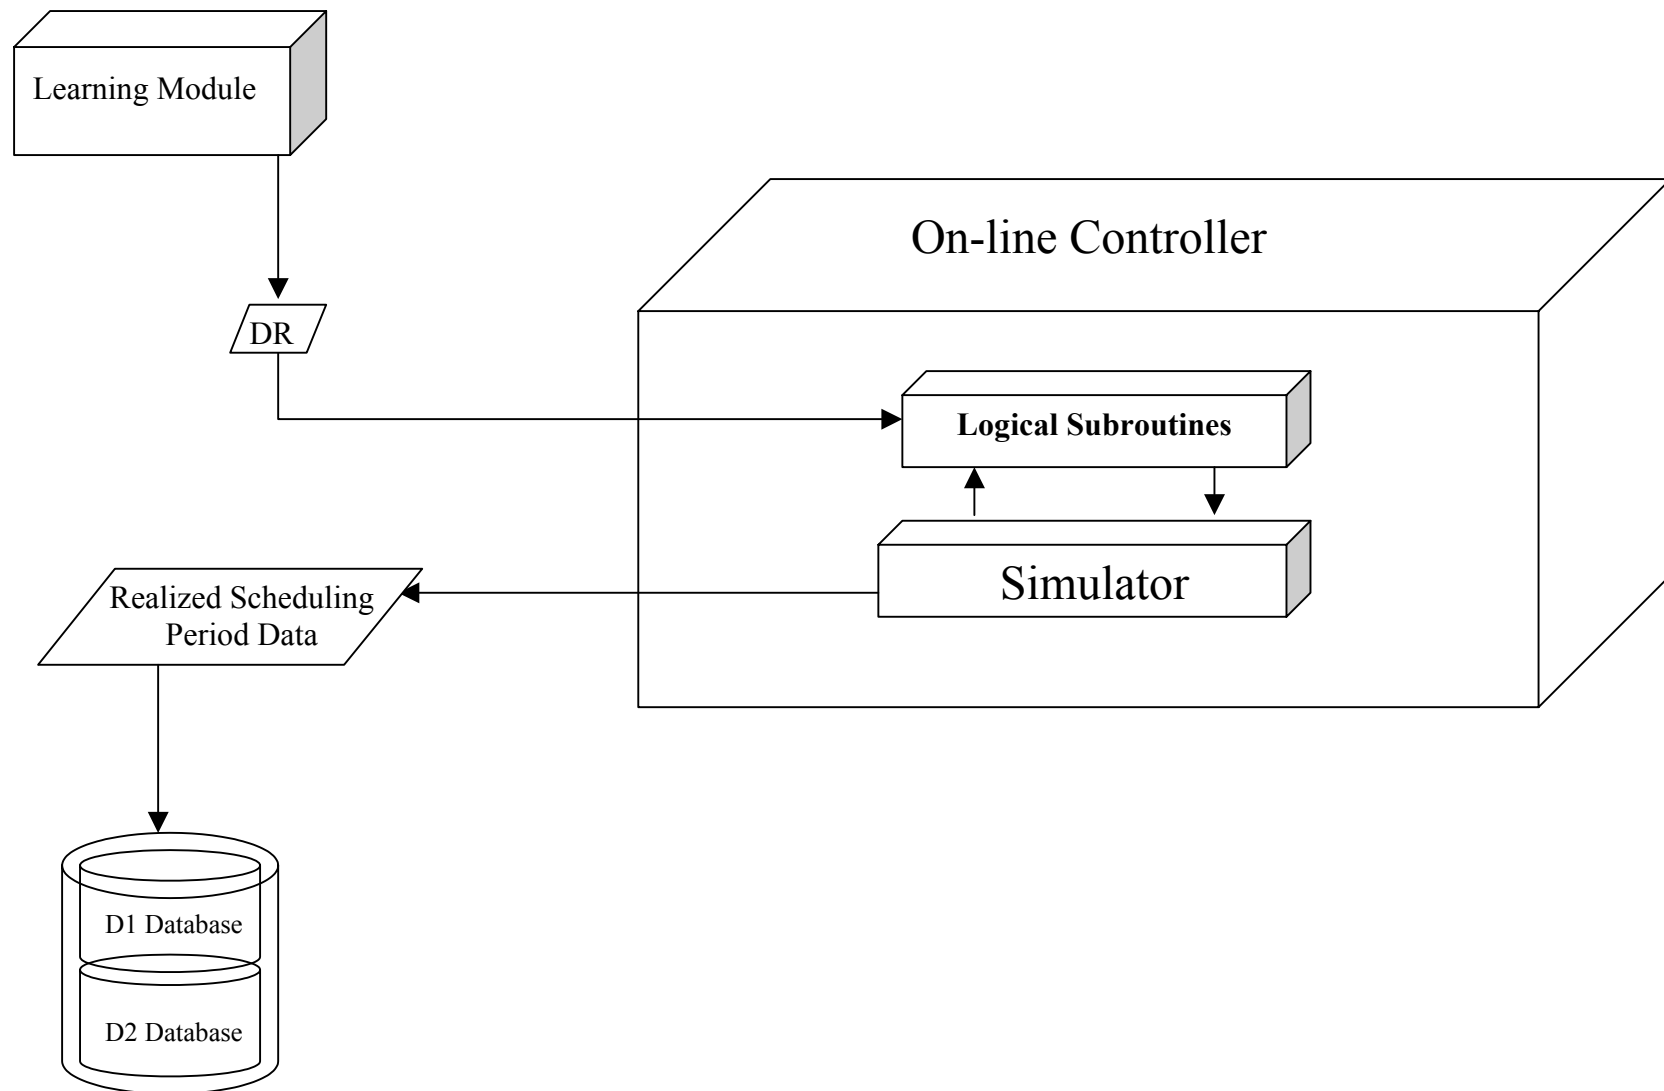 Learning Module
On-line Controller
DR
Logical Subroutines
Simulator
Realized Scheduling
Period Data
D1 Database
D2 Database